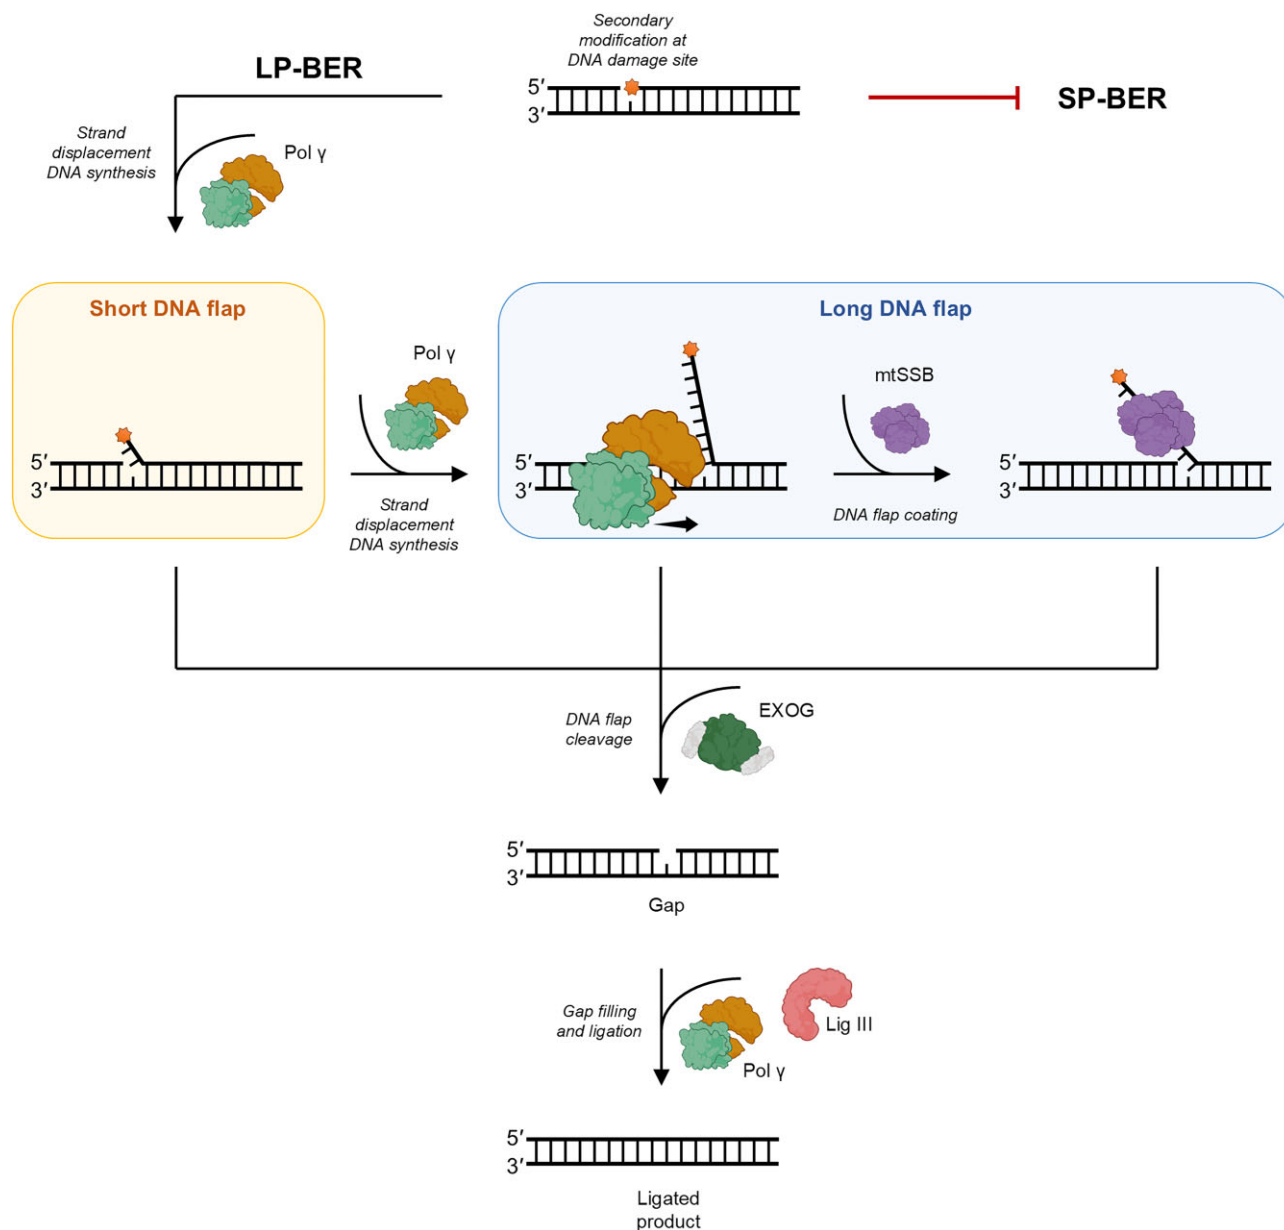 Secondary
modification at
DNA damage site
LP-BER
5′
3′
SP-BER
Strand
displacement
DNA synthesis
Pol γ
Short DNA flap
Long DNA flap
Pol γ
mtSSB
5′
3′
5′
3′
5′
3′
Strand
displacement
DNA synthesis
DNA flap coating
DNA flap
cleavage
EXOG
5′
3′
Gap
Gap filling
and ligation
Lig III
Pol γ
5′
3′
Ligated
product